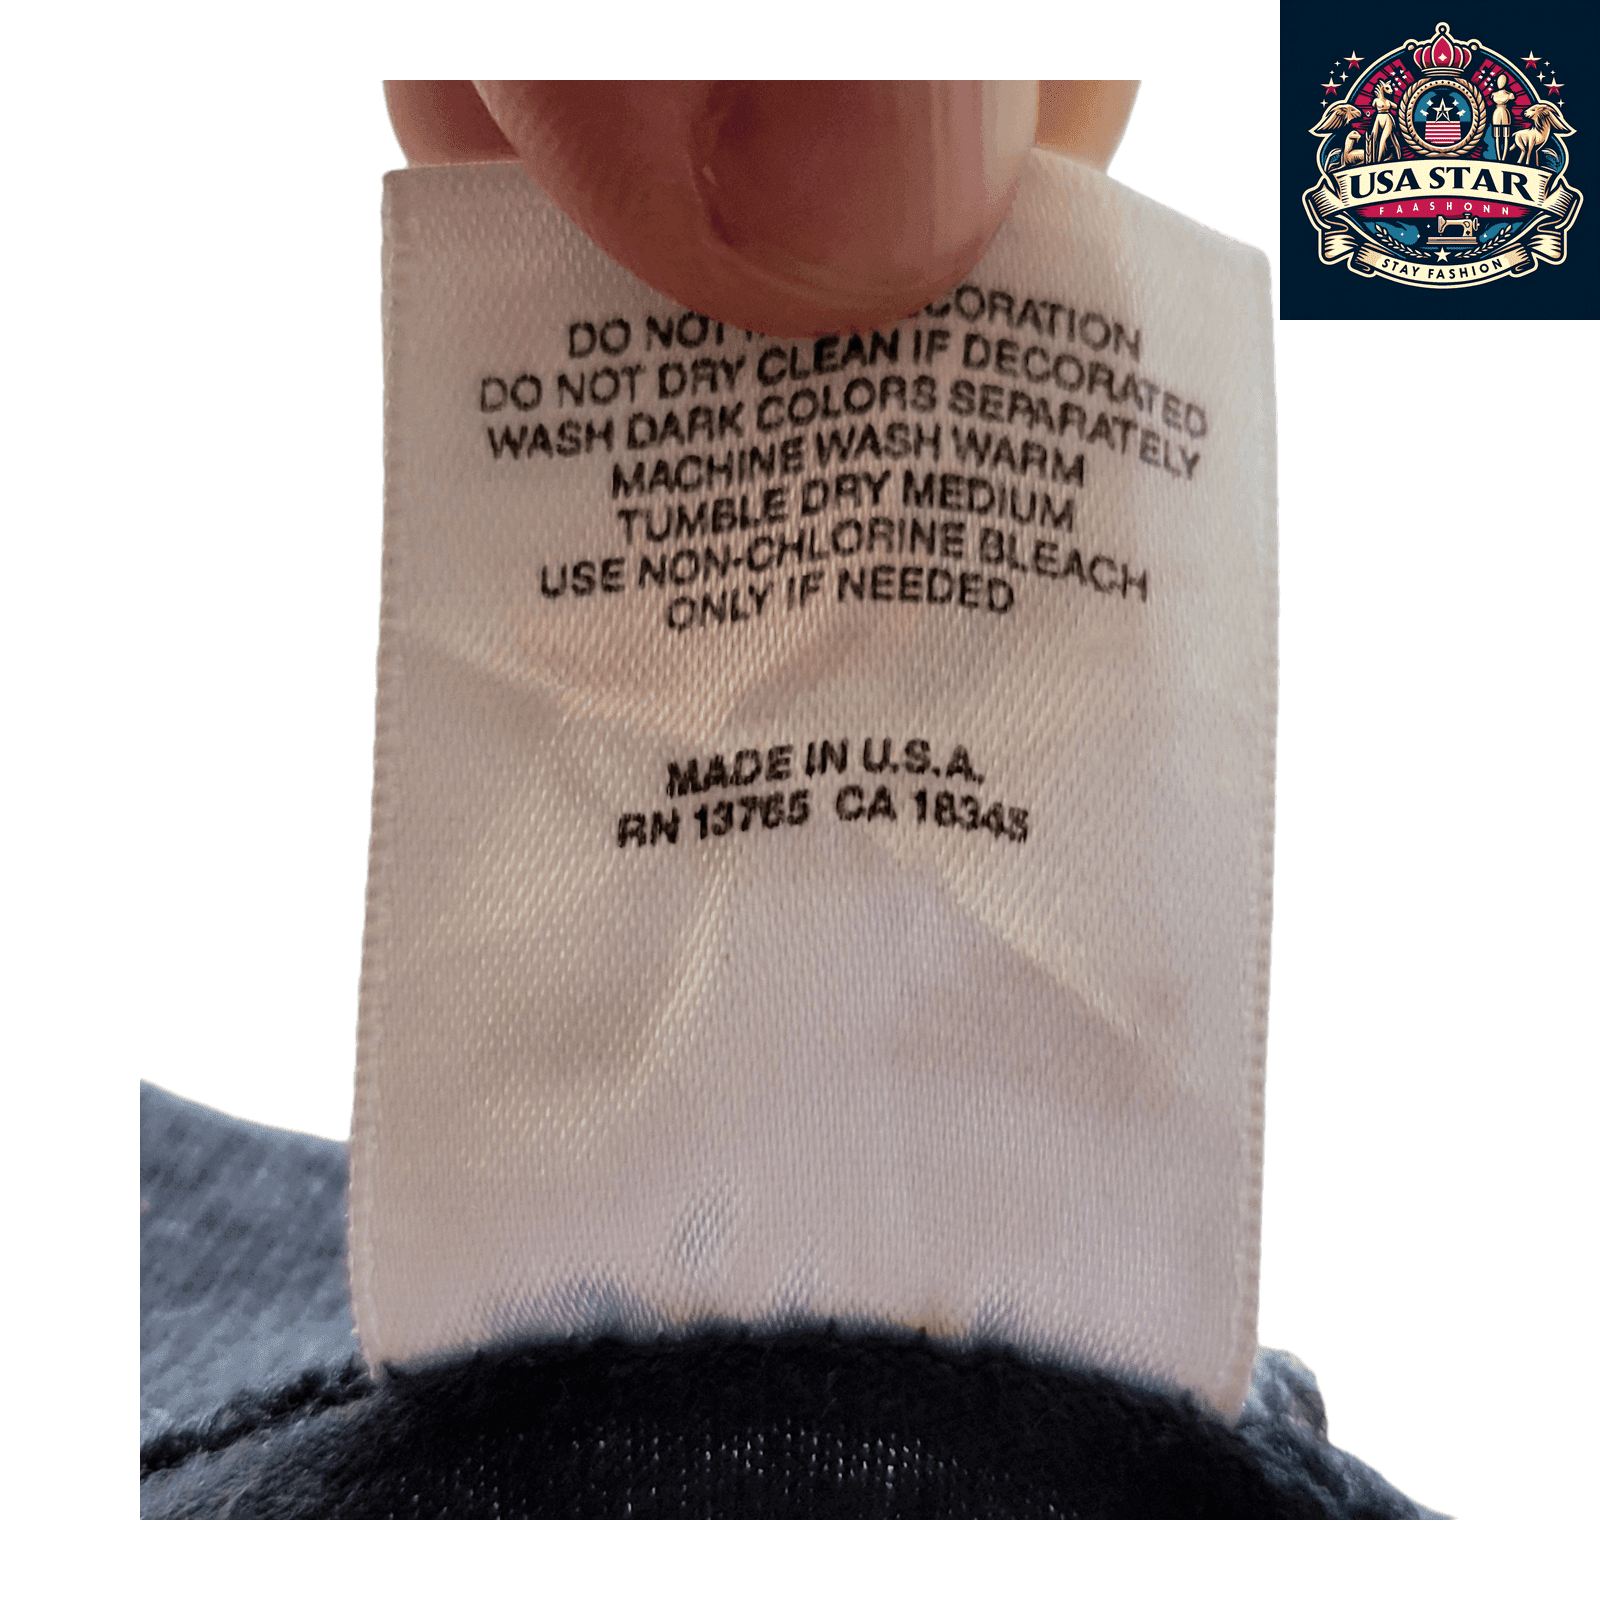 USA STAR
FAASHONN
STAY FASHION
DO NOT
DO NOT DRY CLEAN IF DECORATED
WASH DARK COLORS SEPARATELY
MACHINE WASH WARM
TUMBLE DRY MEDIUM
USE NON-CHLORINE BLEACH
ONLY IF NEEDED
MADE IN U.S.A.
RN 13765 CA 18345